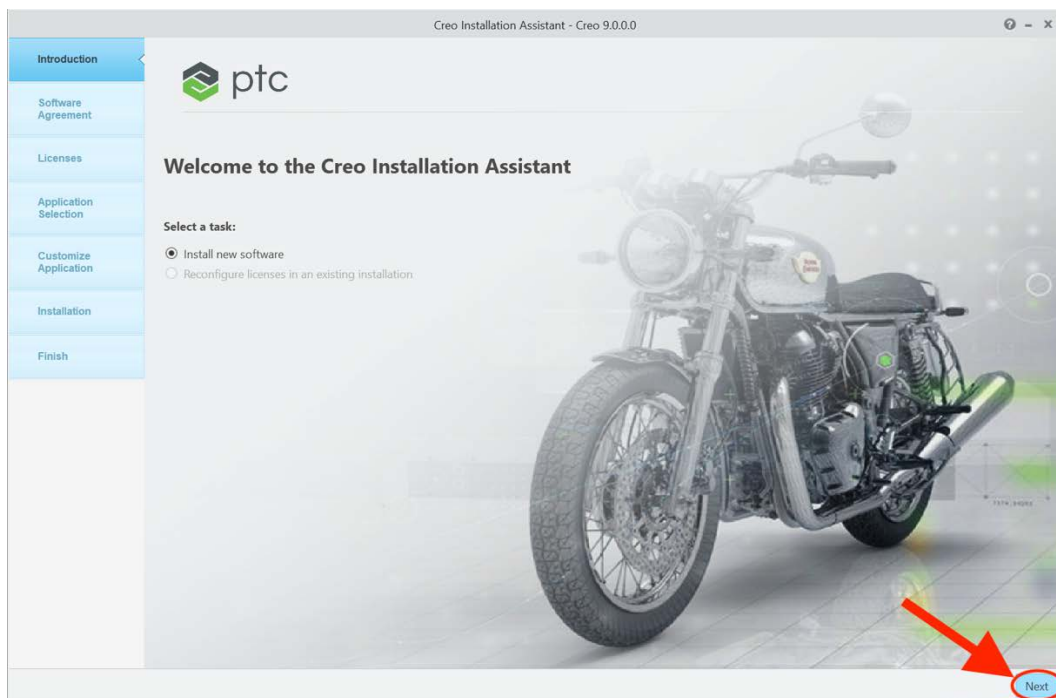 Creo Installation Assistant - Creo 9.0.0.0
Introduction
Software
Agreement
Licenses
Application
Selection
Customize
Application
Installation
Finish
ptc
Welcome to the Creo Installation Assistant
Select a task:
Install new software
Reconfigure licenses in an existing installation
Next